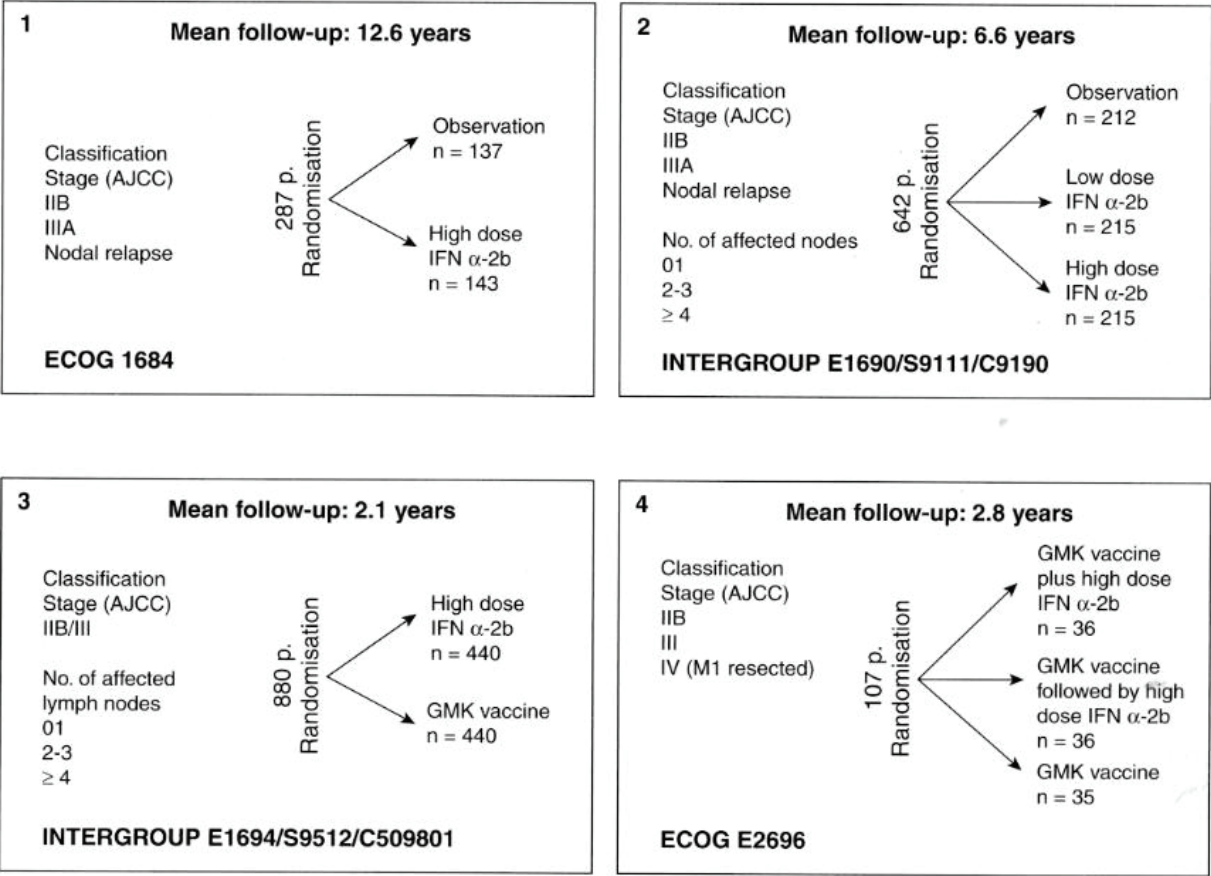 1
Mean follow-up: 12.6 years
Classification
Stage (AJCC)
IIB
IIIA
Nodal relapse
287 p.
Randomisation
Observation
n = 137
High dose
IFN α-2b
n = 143
ECOG 1684
2
Mean follow-up: 6.6 years
Classification
Stage (AJCC)
IIB
IIIA
Nodal relapse
No. of affected nodes
01
2-3
≥ 4
642 p.
Randomisation
Observation
n = 212
Low dose
IFN α-2b
n = 215
High dose
IFN α-2b
n = 215
INTERGROUP E1690/S9111/C9190
3
Mean follow-up: 2.1 years
Classification
Stage (AJCC)
IIB/III
No. of affected
lymph nodes
01
2-3
≥ 4
880 p.
Randomisation
High dose
IFN α-2b
n = 440
GMK vaccine
n = 440
INTERGROUP E1694/S9512/C509801
4
Mean follow-up: 2.8 years
Classification
Stage (AJCC)
IIB
III
IV (M1 resected)
107 p.
Randomisation
GMK vaccine
plus high dose
IFN α-2b
n = 36
GMK vaccine
followed by high
dose IFN α-2b
n = 36
GMK vaccine
n = 35
ECOG E2696